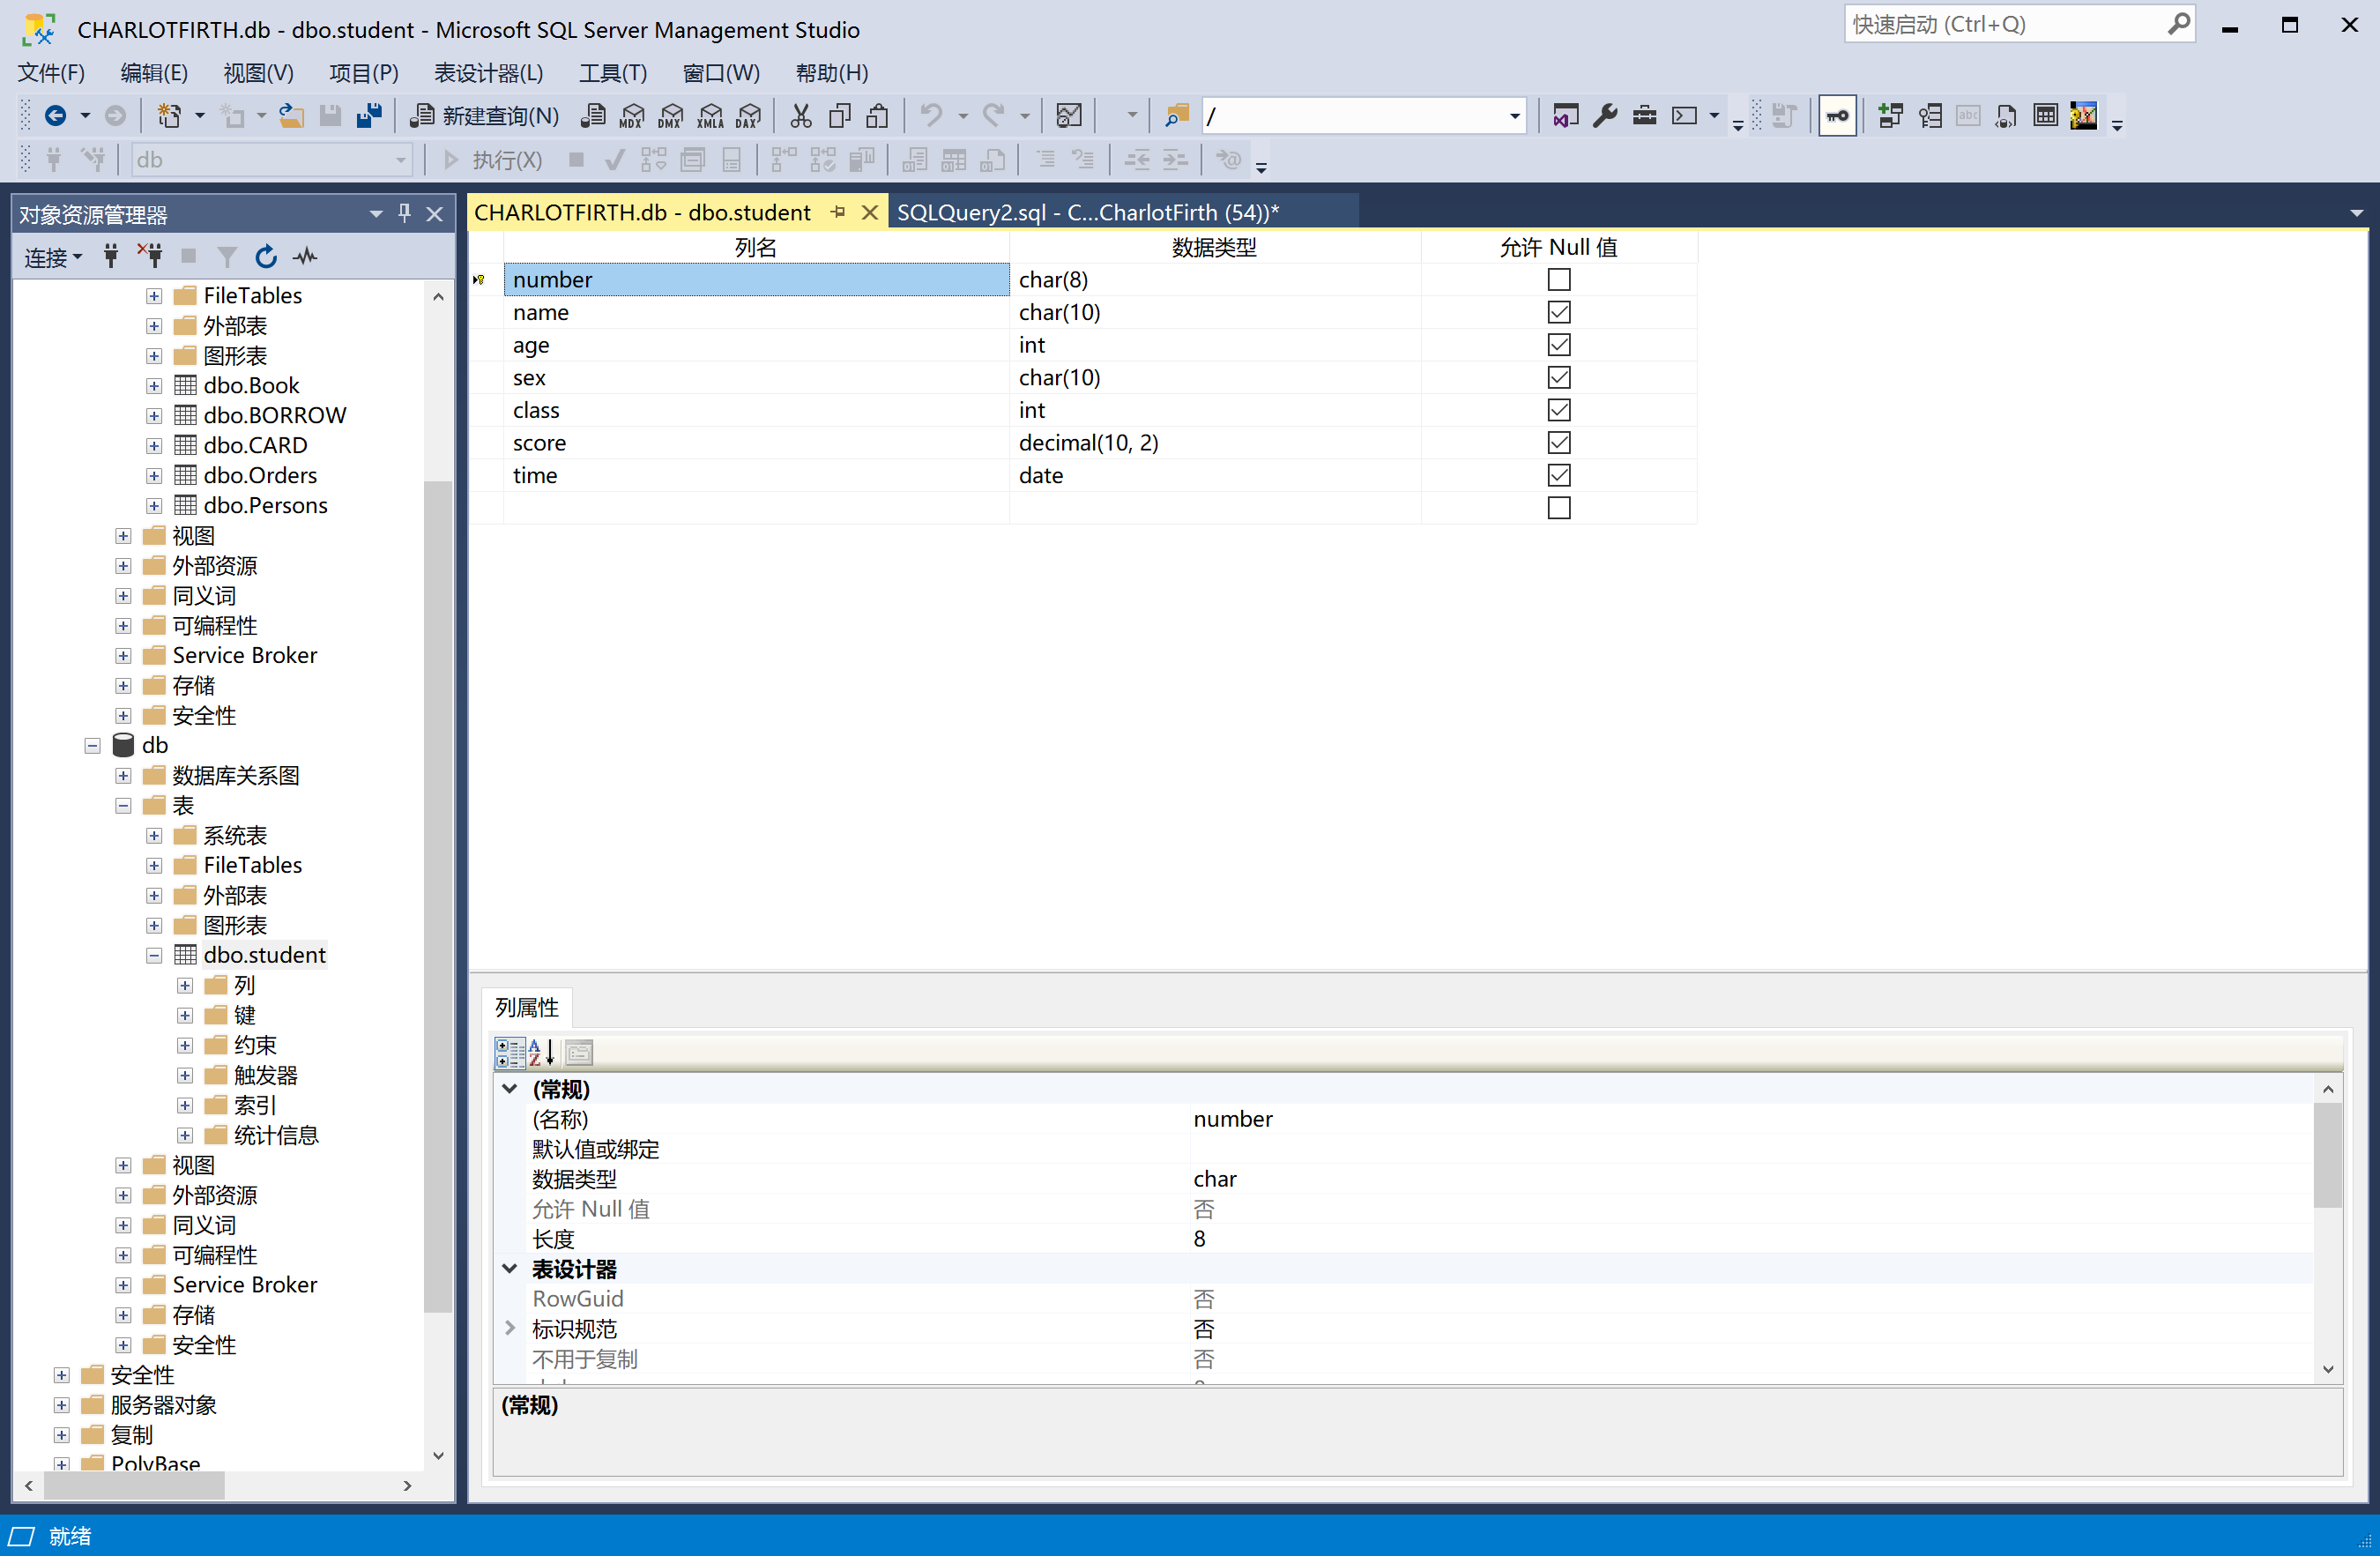 CHARLOTFIRTH.db - dbo.student - Microsoft SQL Server Management Studio
快速启动 (Ctrl+Q)
文件(F) 编辑(E) 视图(V) 项目(P) 表设计器(L) 工具(T) 窗口(W) 帮助(H)
新建查询(N) MDX DMX XMLA DAX /
db 执行(X)
对象资源管理器
连接
FileTables
外部表
图形表
dbo.Book
dbo.BORROW
dbo.CARD
dbo.Orders
dbo.Persons
视图
外部资源
同义词
可编程性
Service Broker
存储
安全性
db
数据库关系图
表
系统表
FileTables
外部表
图形表
dbo.student
列
键
约束
触发器
索引
统计信息
视图
外部资源
同义词
可编程性
Service Broker
存储
安全性
安全性
服务器对象
复制
PolyBase
CHARLOTFIRTH.db - dbo.student SQLQuery2.sql - C...CharlotFirth (54))*
列名 数据类型 允许 Null 值
number char(8)
name char(10)
age int
sex char(10)
class int
score decimal(10, 2)
time date
列属性
(常规)
(名称) number
默认值或绑定
数据类型 char
允许 Null 值 否
长度 8
表设计器
RowGuid 否
标识规范 否
不用于复制 否
(常规)
就绪